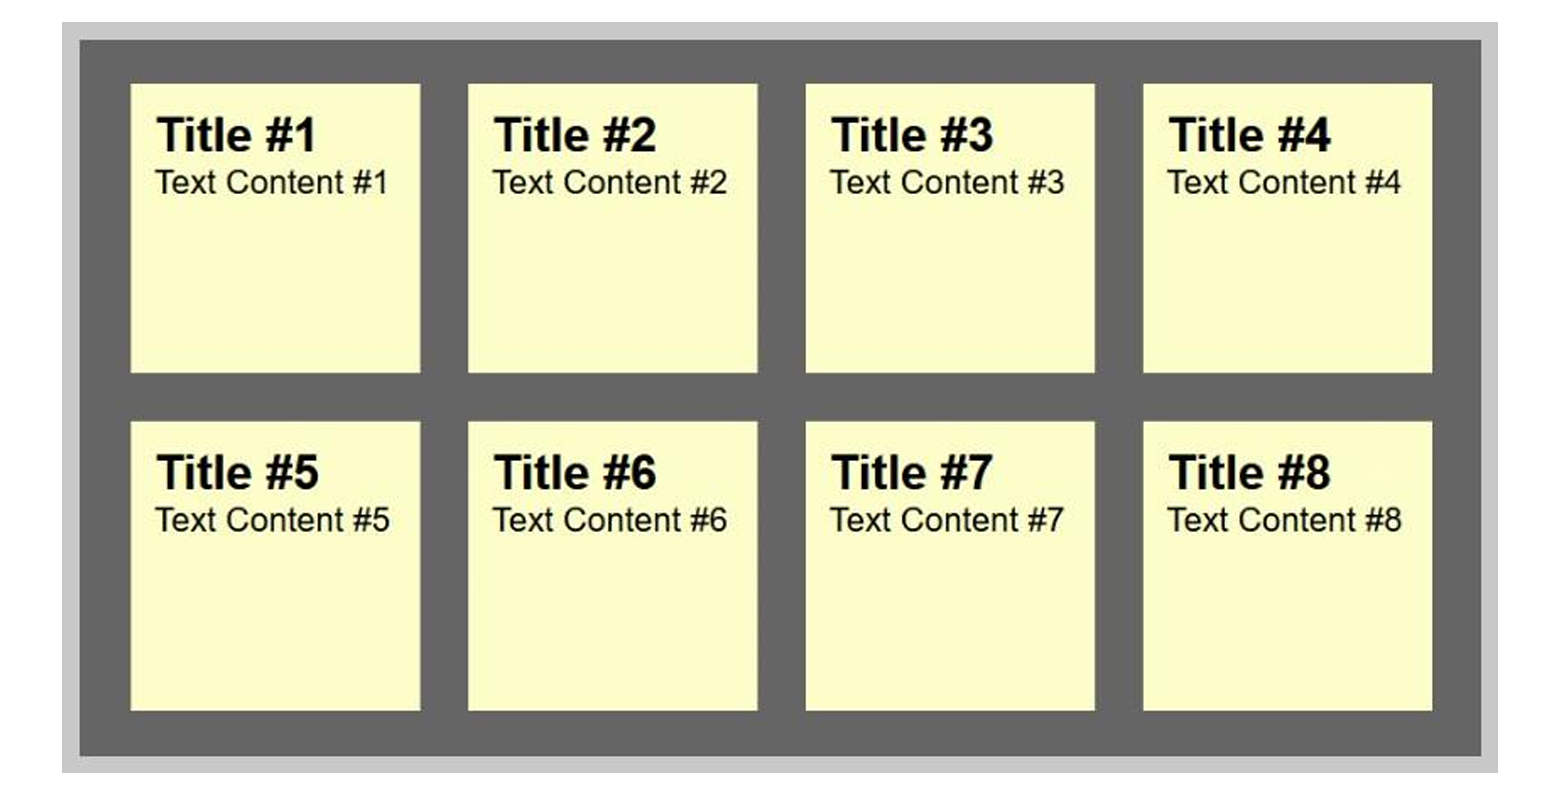 Title #1
Text Content #1
Title #2
Text Content #2
Title #3
Text Content #3
Title #4
Text Content #4
Title #5
Text Content #5
Title #6
Text Content #6
Title #7
Text Content #7
Title #8
Text Content #8